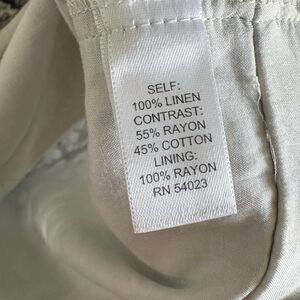 SELF:
100% LINEN
CONTRAST:
55% RAYON
45% COTTON
LINING:
100% RAYON
RN 54023